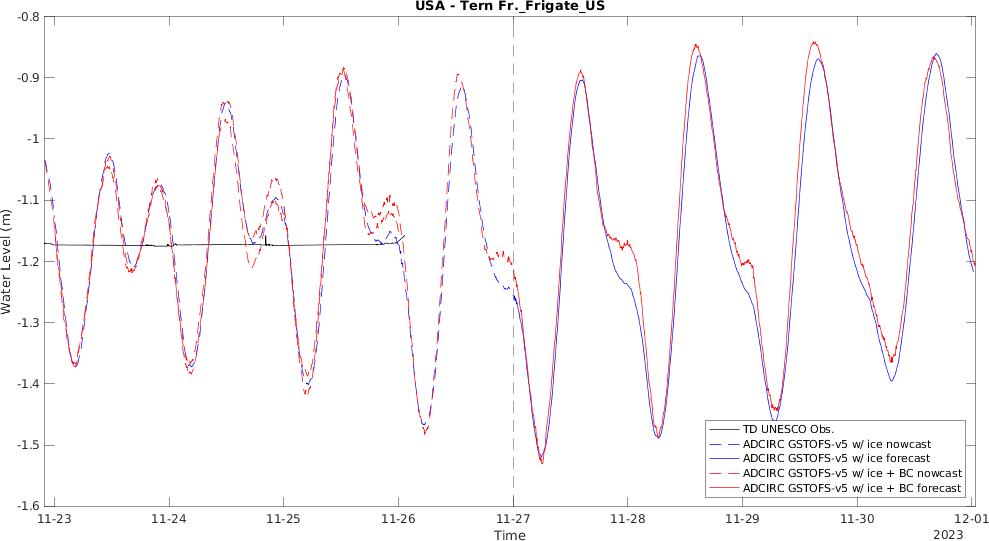 USA - Tern Fr._Frigate_US
Water Level (m)
-0.8
-0.9
-1
-1.1
-1.2
-1.3
-1.4
-1.5
-1.6
TD UNESCO Obs.
ADCIRC GSTOFS-v5 w/ ice nowcast
ADCIRC GSTOFS-v5 w/ ice forecast
ADCIRC GSTOFS-v5 w/ ice + BC nowcast
ADCIRC GSTOFS-v5 w/ ice + BC forecast
11-23 11-24 11-25 11-26 11-27 11-28 11-29 11-30 12-01
Time
2023